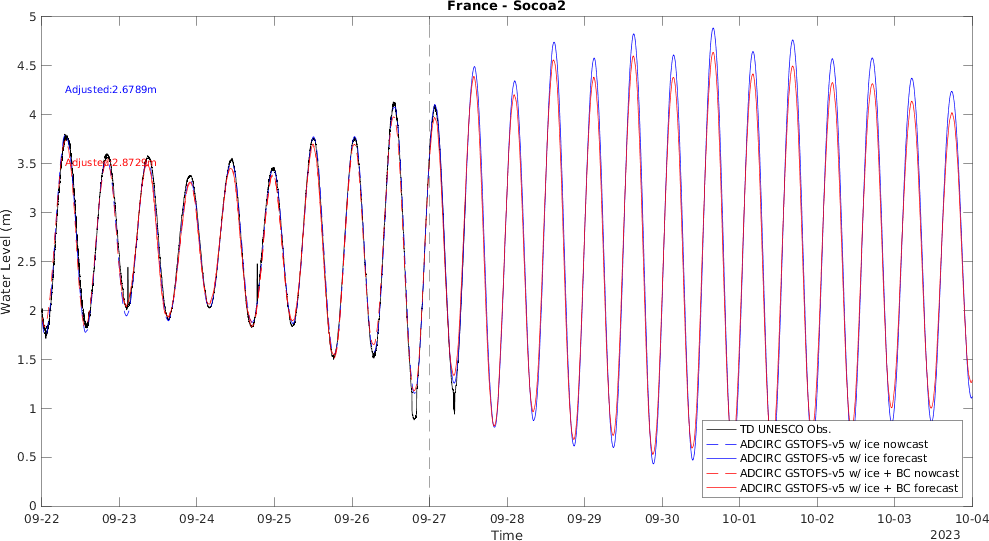 France - Socoa2
5
4.5
4
3.5
3
2.5
2
1.5
1
0.5
0
Water Level (m)
Adjusted:2.6789m
Adjusted:2.8729m
TD UNESCO Obs.
ADCIRC GSTOFS-v5 w/ ice nowcast
ADCIRC GSTOFS-v5 w/ ice forecast
ADCIRC GSTOFS-v5 w/ ice + BC nowcast
ADCIRC GSTOFS-v5 w/ ice + BC forecast
09-22 09-23 09-24 09-25 09-26 09-27 09-28 09-29 09-30 10-01 10-02 10-03 10-04
Time
2023